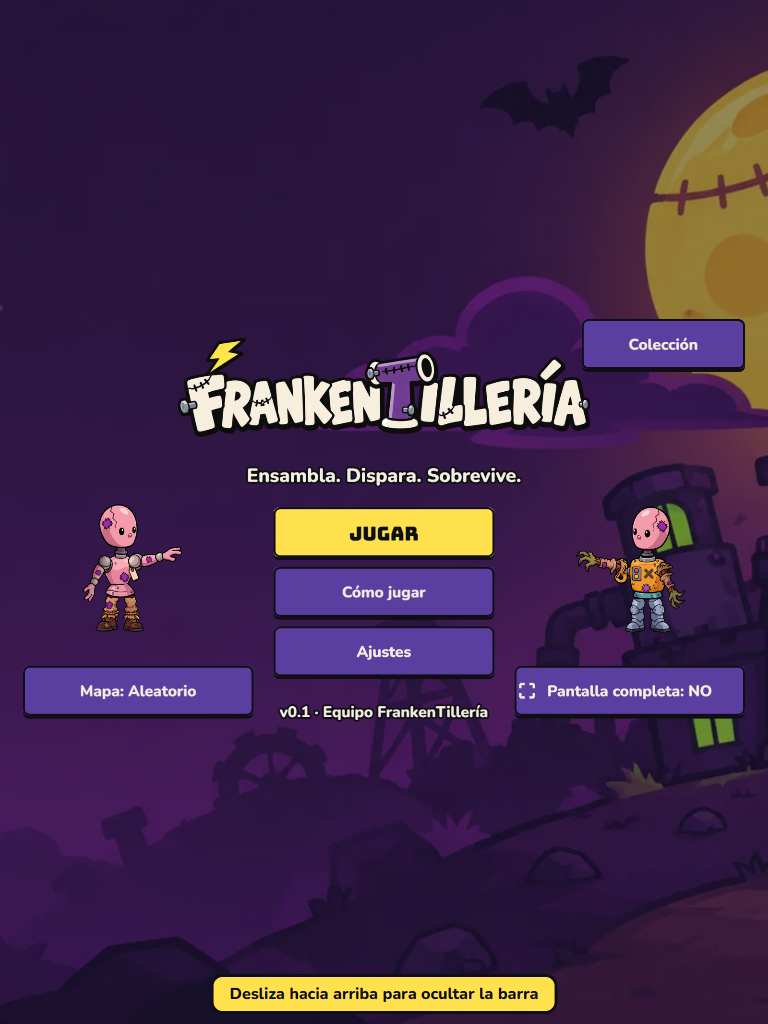 Colección
FRANKENTILLERÍA
Ensambla. Dispara. Sobrevive.
JUGAR
Cómo jugar
Ajustes
Mapa: Aleatorio
Pantalla completa: NO
v0.1 · Equipo FrankenTillería
Desliza hacia arriba para ocultar la barra